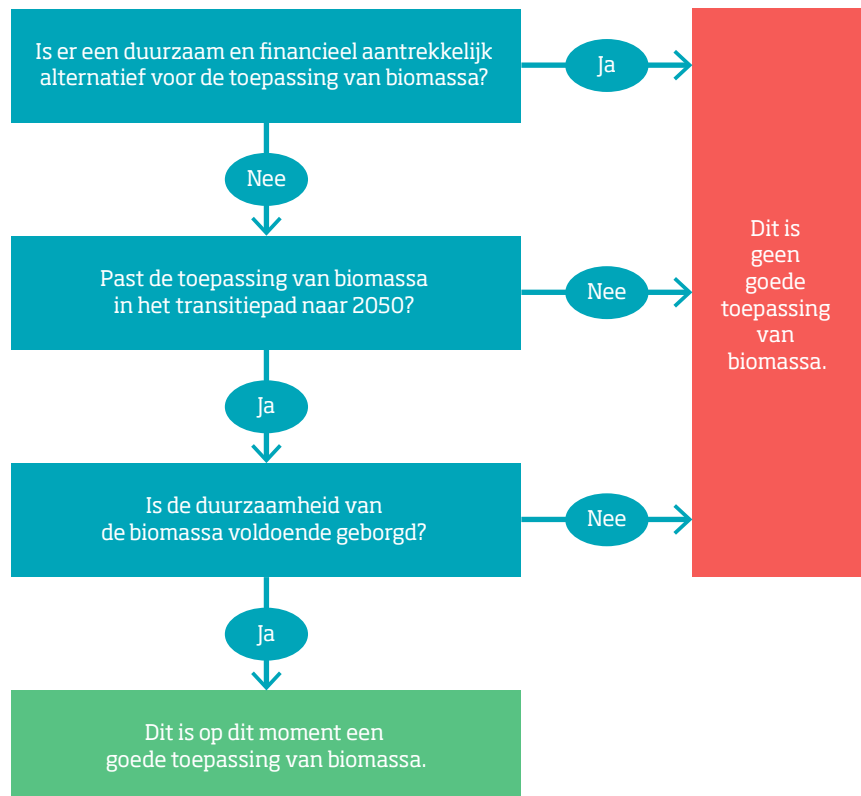 Is er een duurzaam en financieel aantrekkelijk
alternatief voor de toepassing van biomassa?
Ja
Nee
Past de toepassing van biomassa
in het transitiepad naar 2050?
Nee
Dit is
geen
goede
toepassing
van
biomassa.
Ja
Is de duurzaamheid van
de biomassa voldoende geborgd?
Nee
Ja
Dit is op dit moment een
goede toepassing van biomassa.